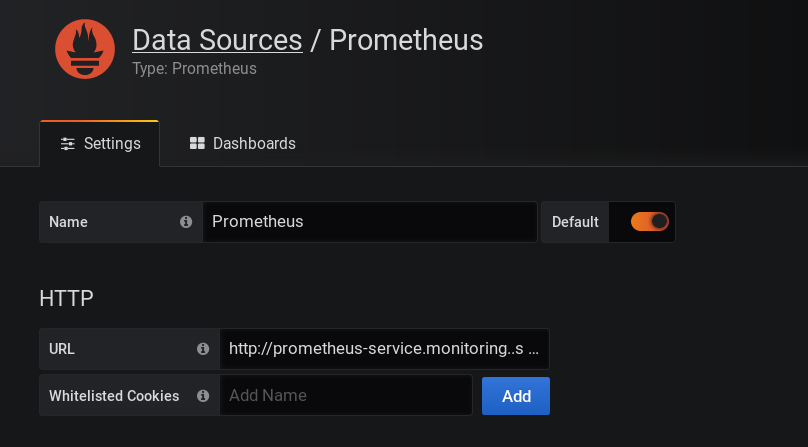 Data Sources / Prometheus
Type: Prometheus
Settings
Dashboards
Name
Prometheus
Default
HTTP
URL
http://prometheus-service.monitoring..s ...
Whitelisted Cookies
Add Name
Add